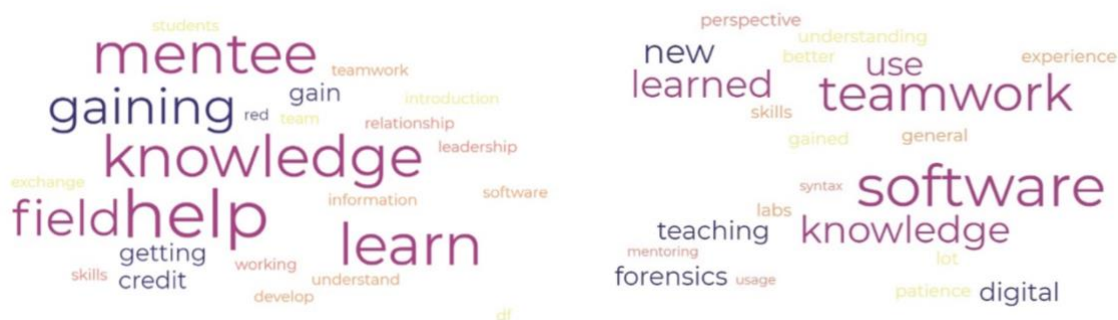 students
mentee
teamwork
gaining
gain
introduction
red
team
relationship
knowledge
leadership
exchange
software
information
field
help
learn
getting
working
skills
credit
understand
develop
df
perspective
new
understanding
better
use
experience
learned
teamwork
skills
gained
general
syntax
software
labs
teaching
knowledge
mentoring
lot
forensics
usage
patience
digital